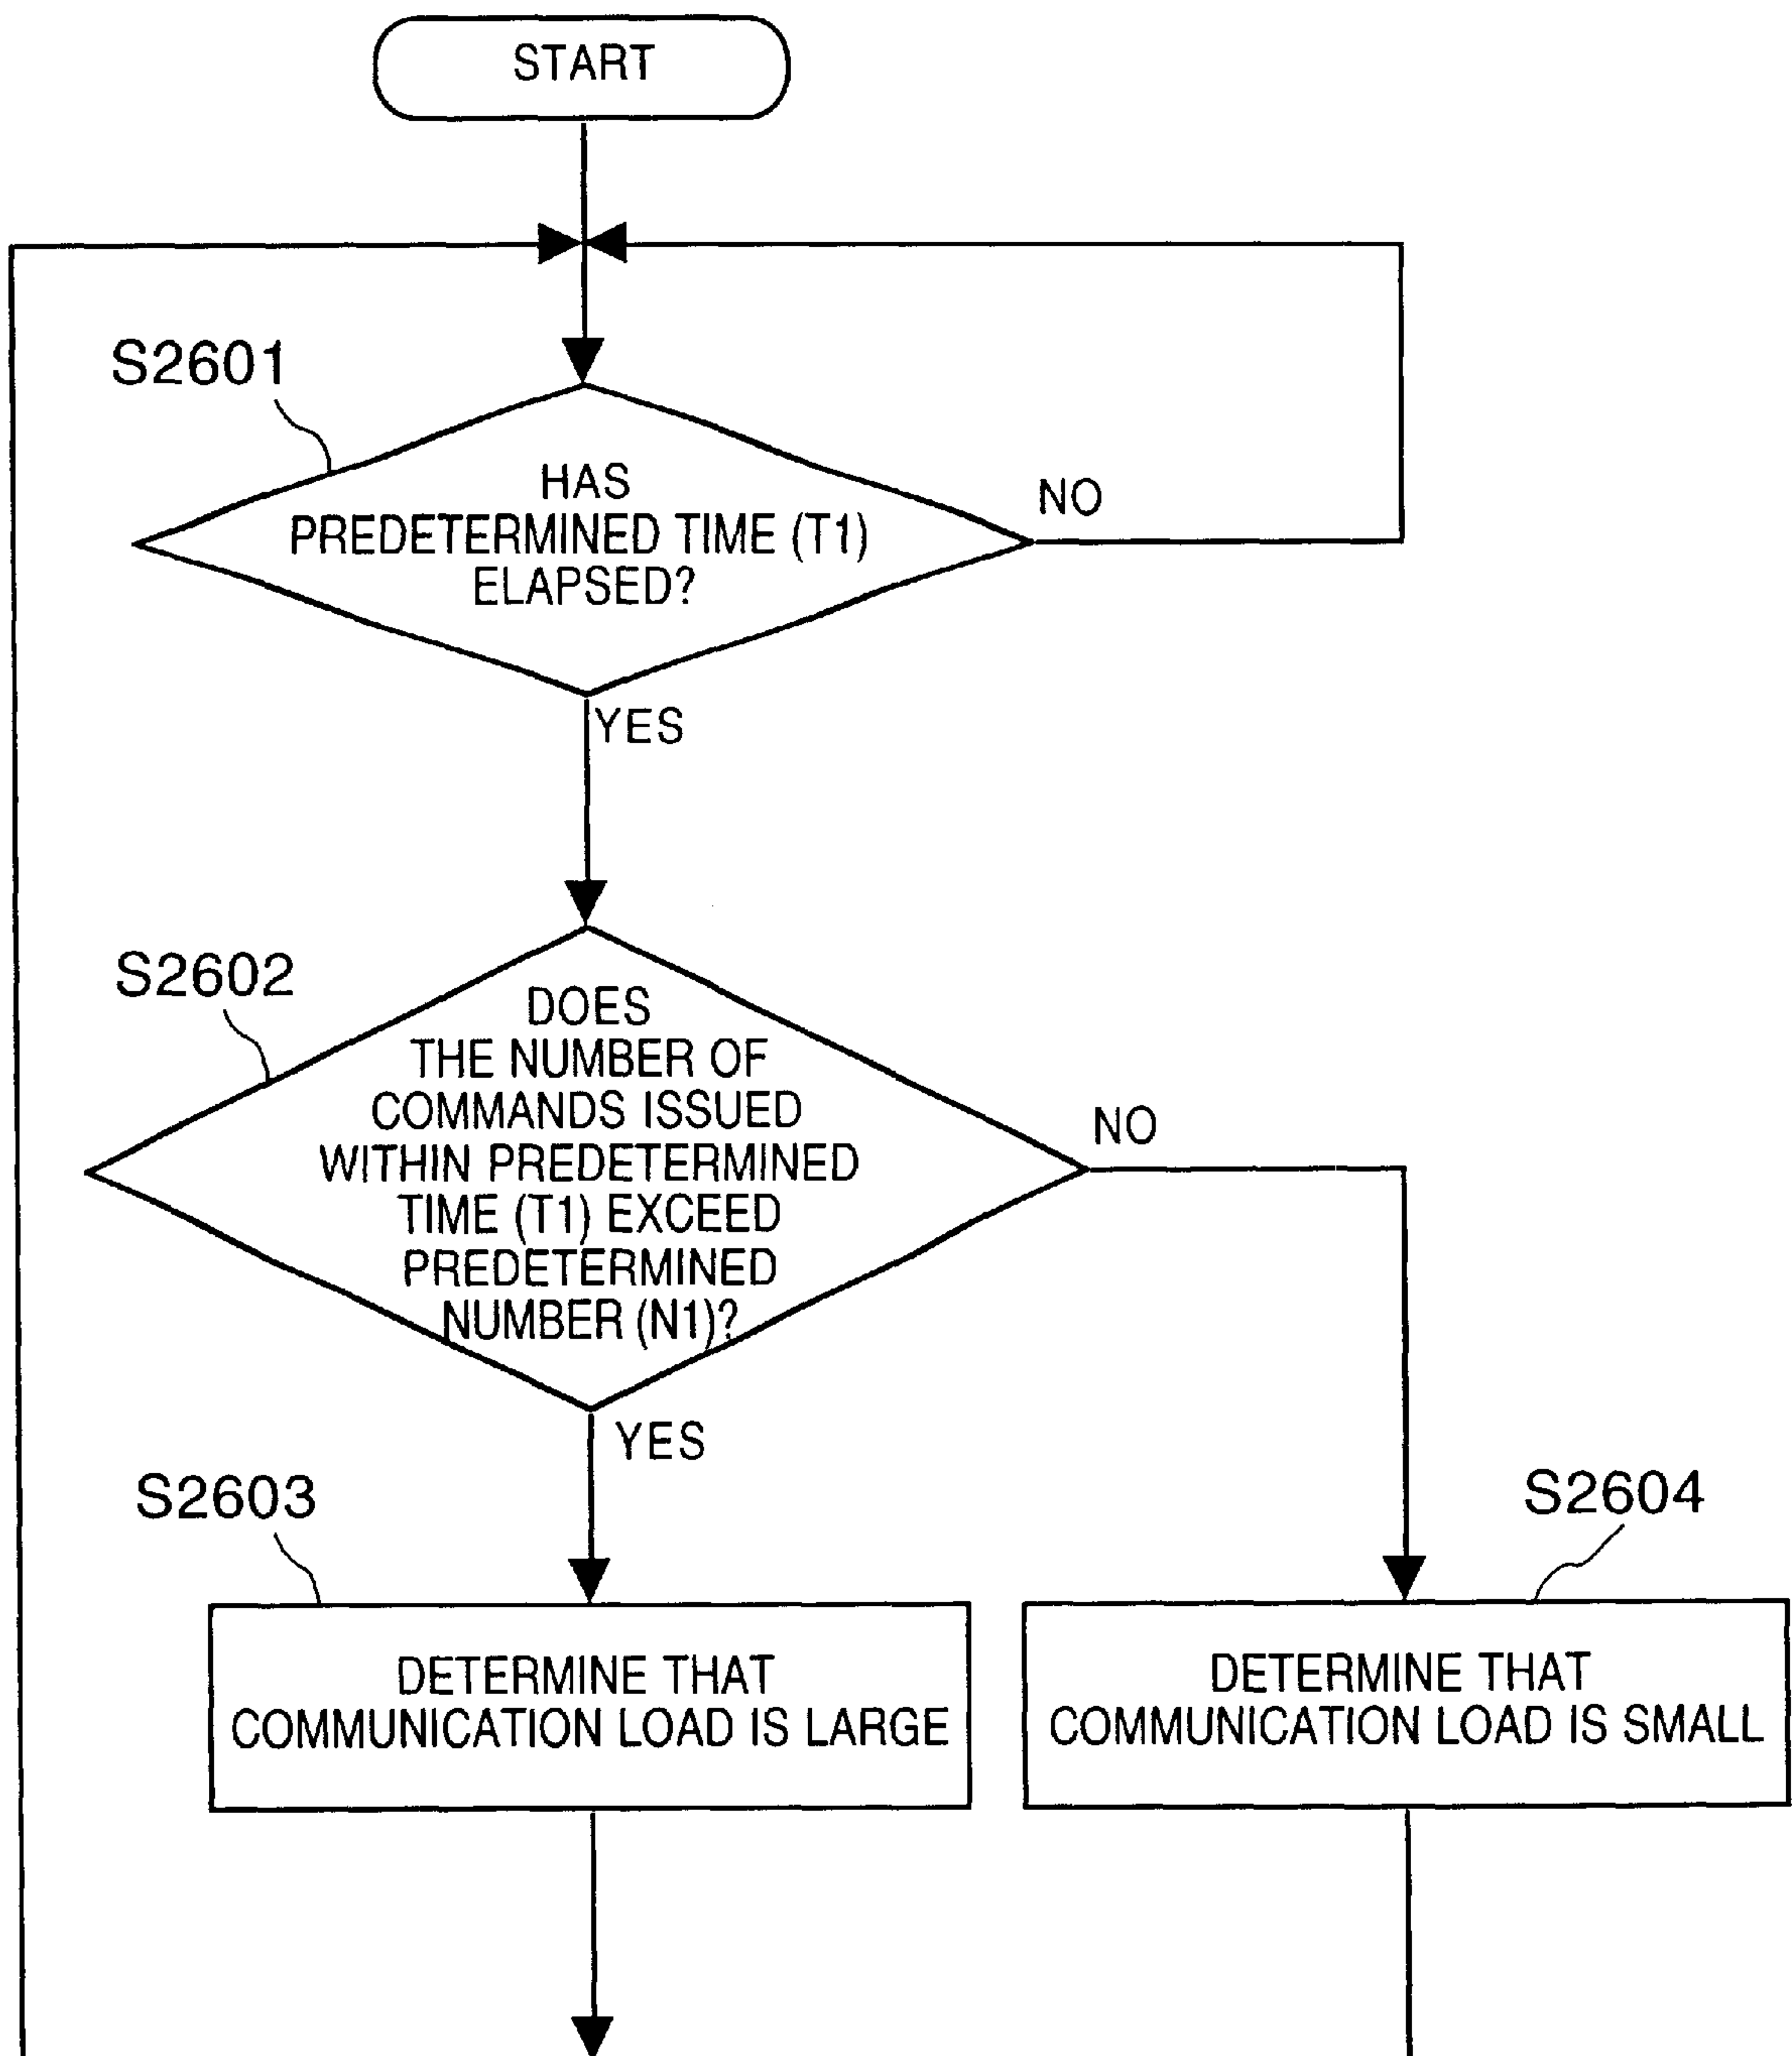 START
S2601
HAS
PREDETERMINED TIME (T1)
ELAPSED?
NO
YES
S2602
DOES
THE NUMBER OF
COMMANDS ISSUED
WITHIN PREDETERMINED
TIME (T1) EXCEED
PREDETERMINED
NUMBER (N1)?
NO
YES
S2603
DETERMINE THAT
COMMUNICATION LOAD IS LARGE
S2604
DETERMINE THAT
COMMUNICATION LOAD IS SMALL